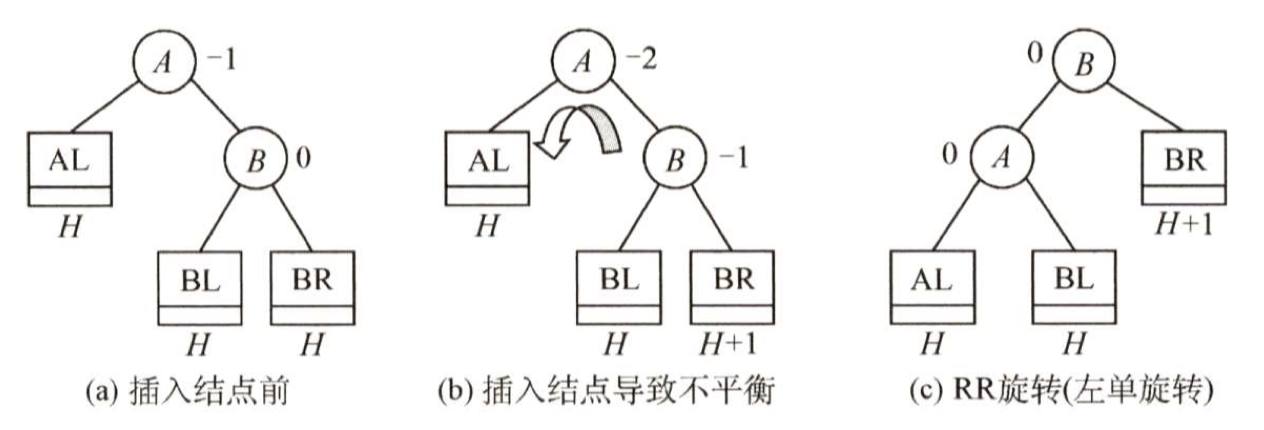 A -1
AL
H
B 0
BL
H
BR
H
(a) 插入结点前
A -2
AL
H
B -1
BL
H
BR
H+1
(b) 插入结点导致不平衡
0 B
0 A
BR
H+1
AL
H
BL
H
(c) RR旋转(左单旋转)